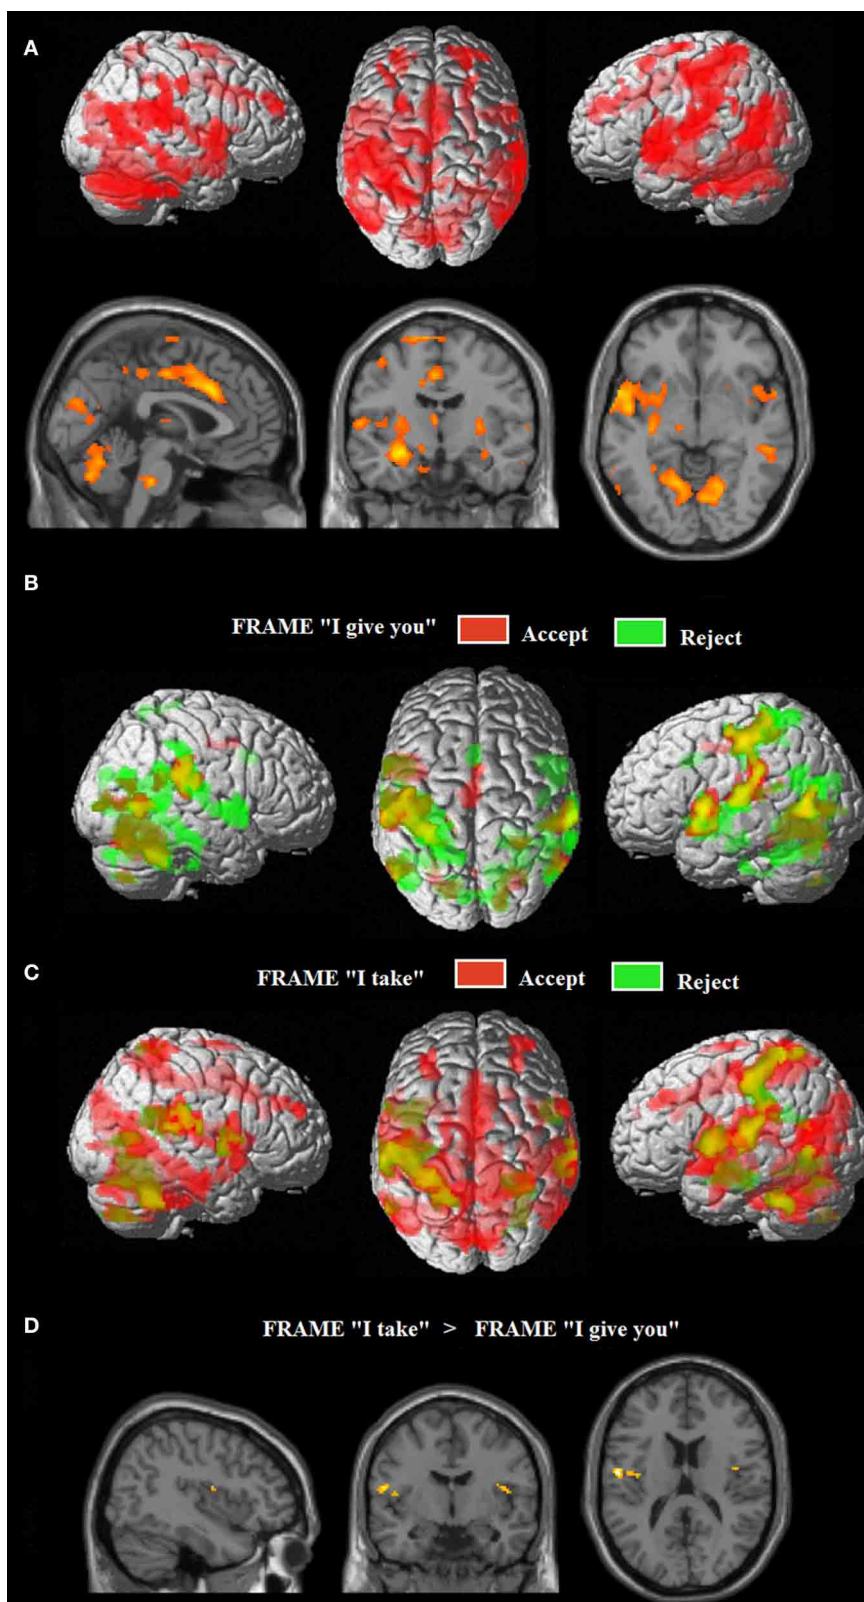 A
B
FRAME "I give you" Accept Reject
C
FRAME "I take" Accept Reject
D
FRAME "I take" > FRAME "I give you"